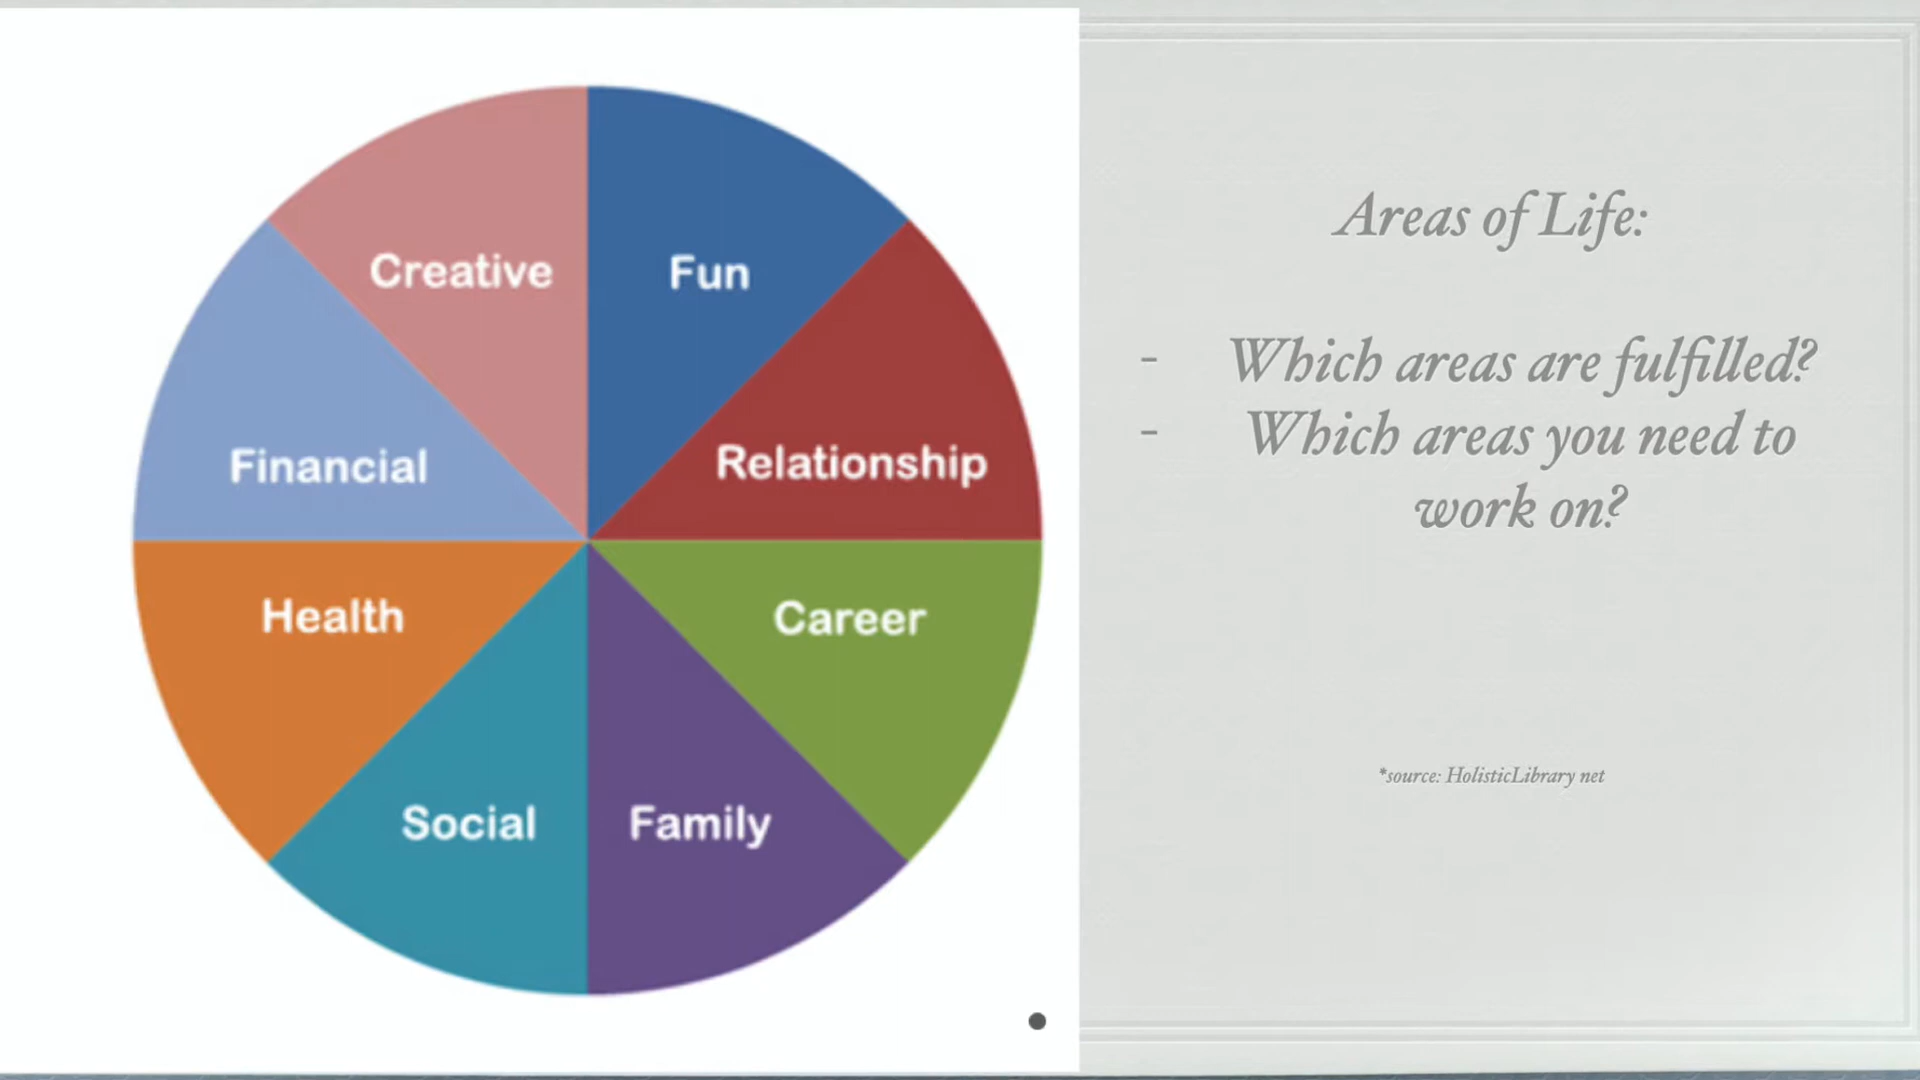 Creative
Fun
Financial
Relationship
Health
Career
Social
Family
Areas of Life:
- Which areas are fulfilled?
- Which areas you need to
work on?
*source: HolisticLibrary net